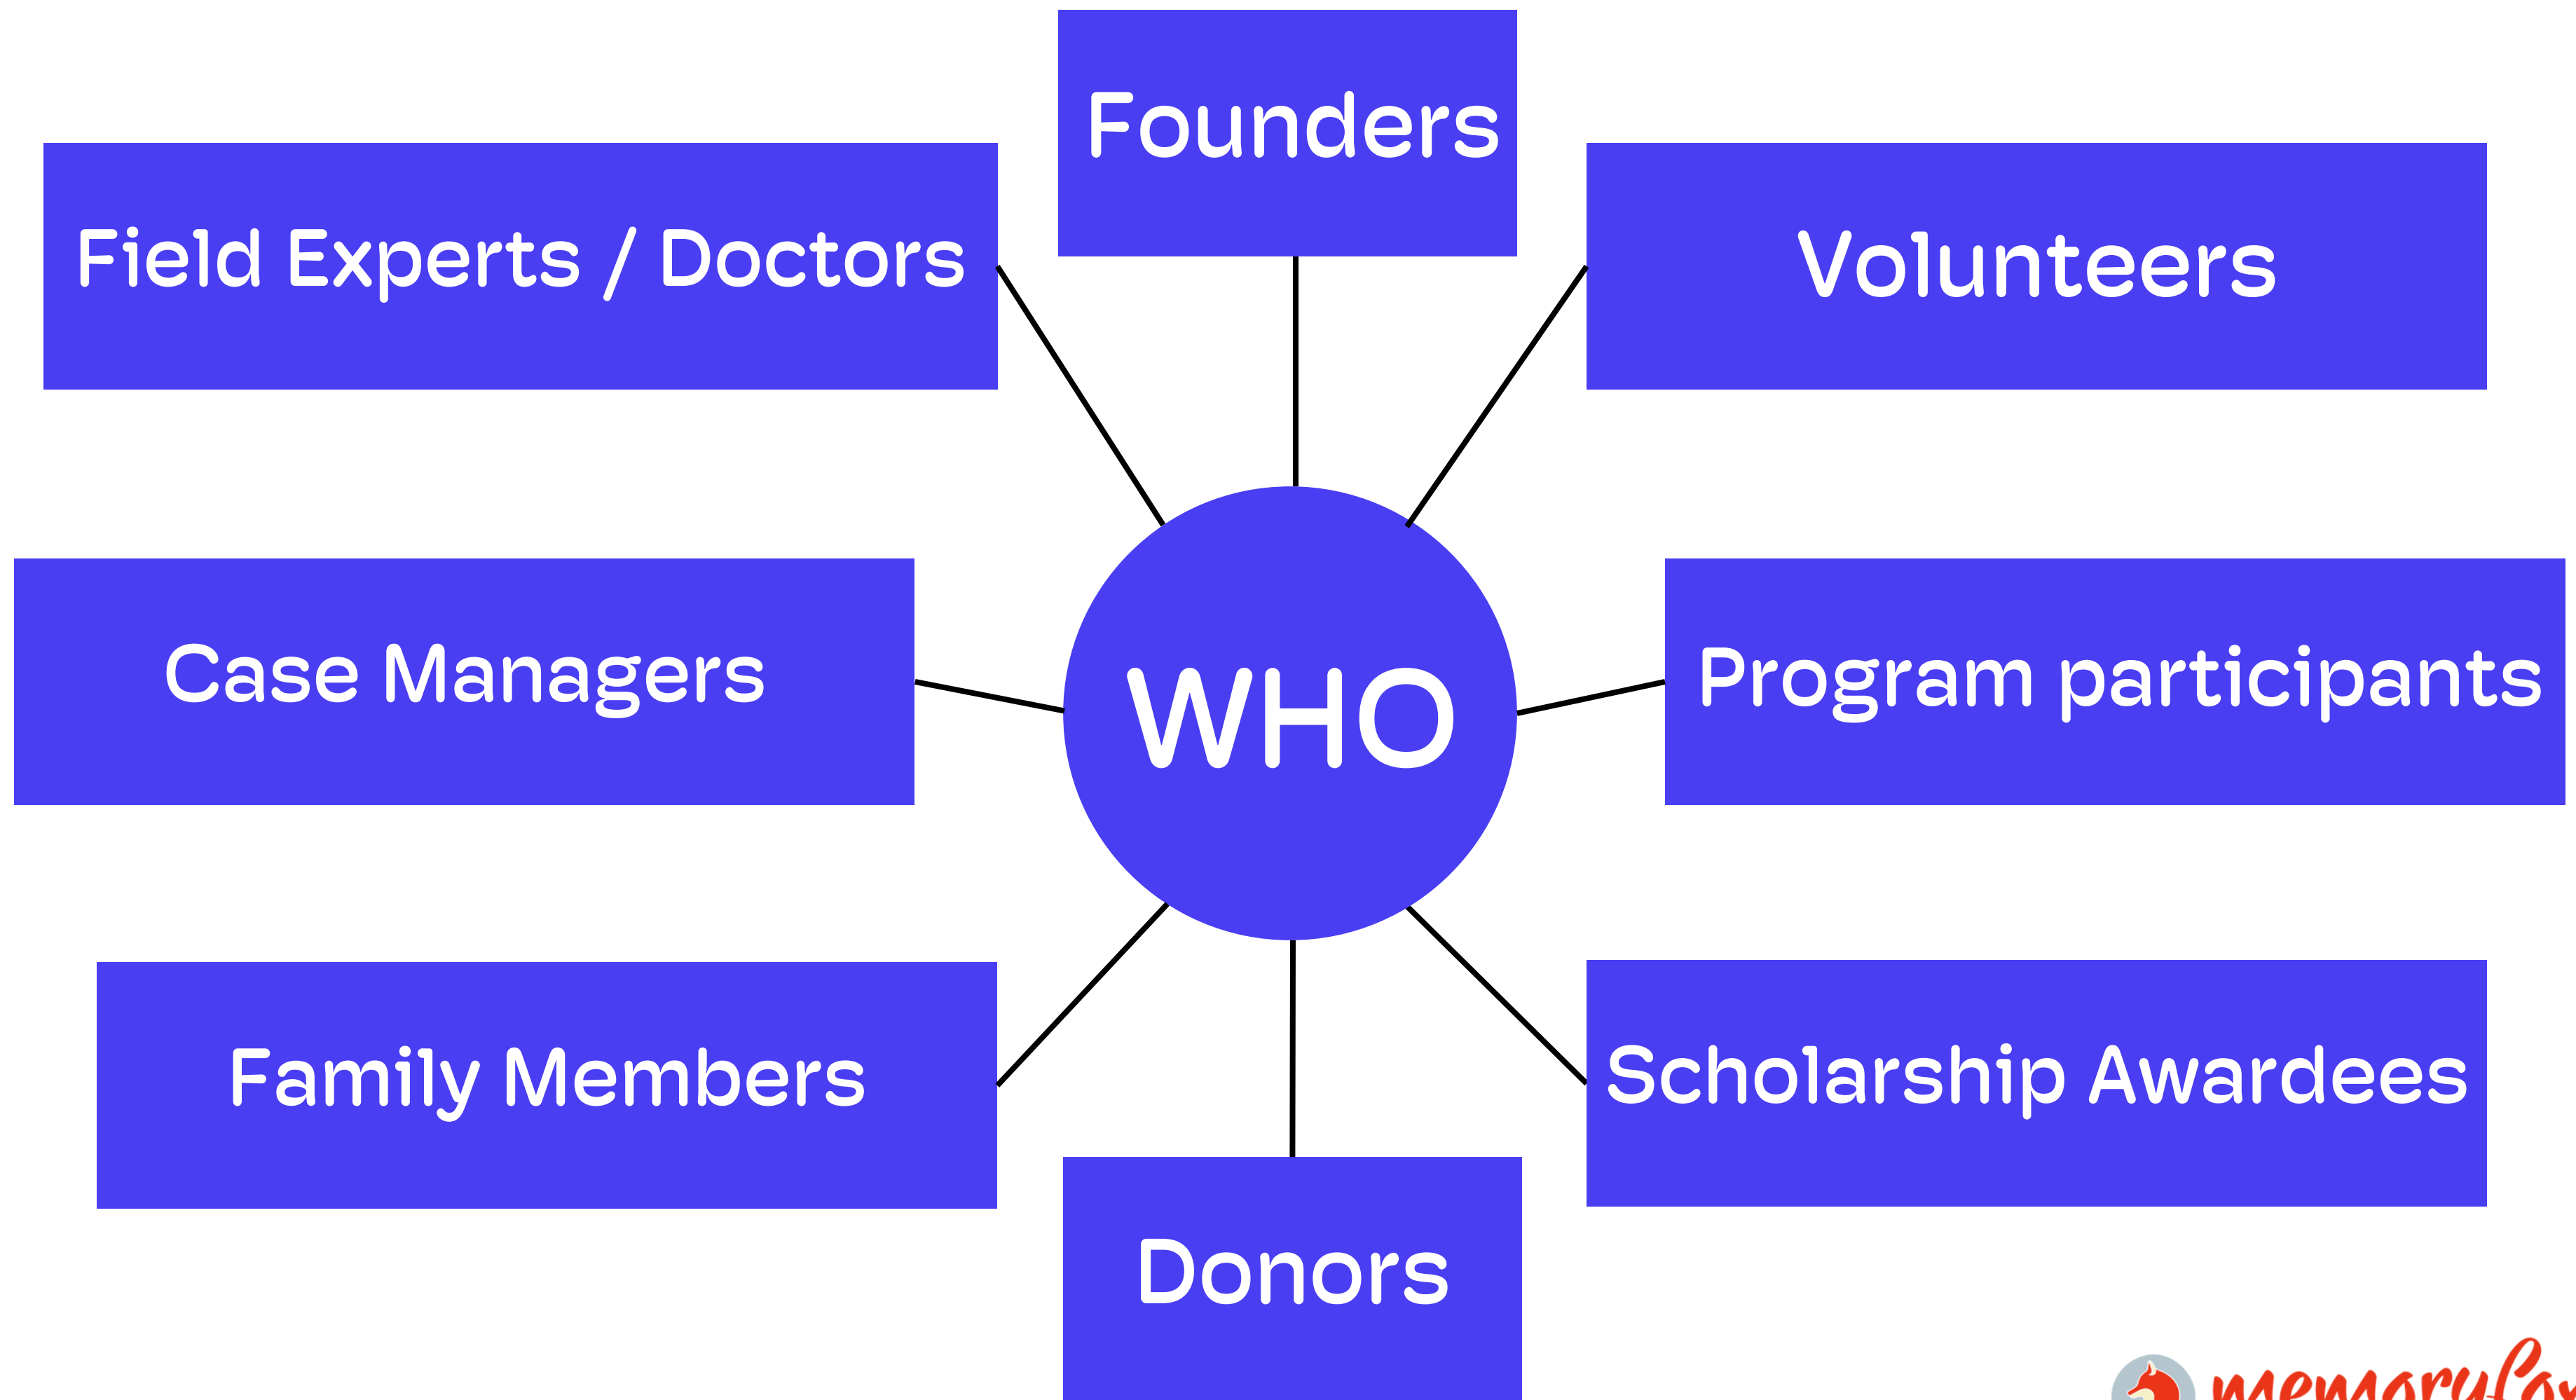 Founders
Field Experts / Doctors
Volunteers
Case Managers
WHO
Program participants
Family Members
Scholarship Awardees
Donors